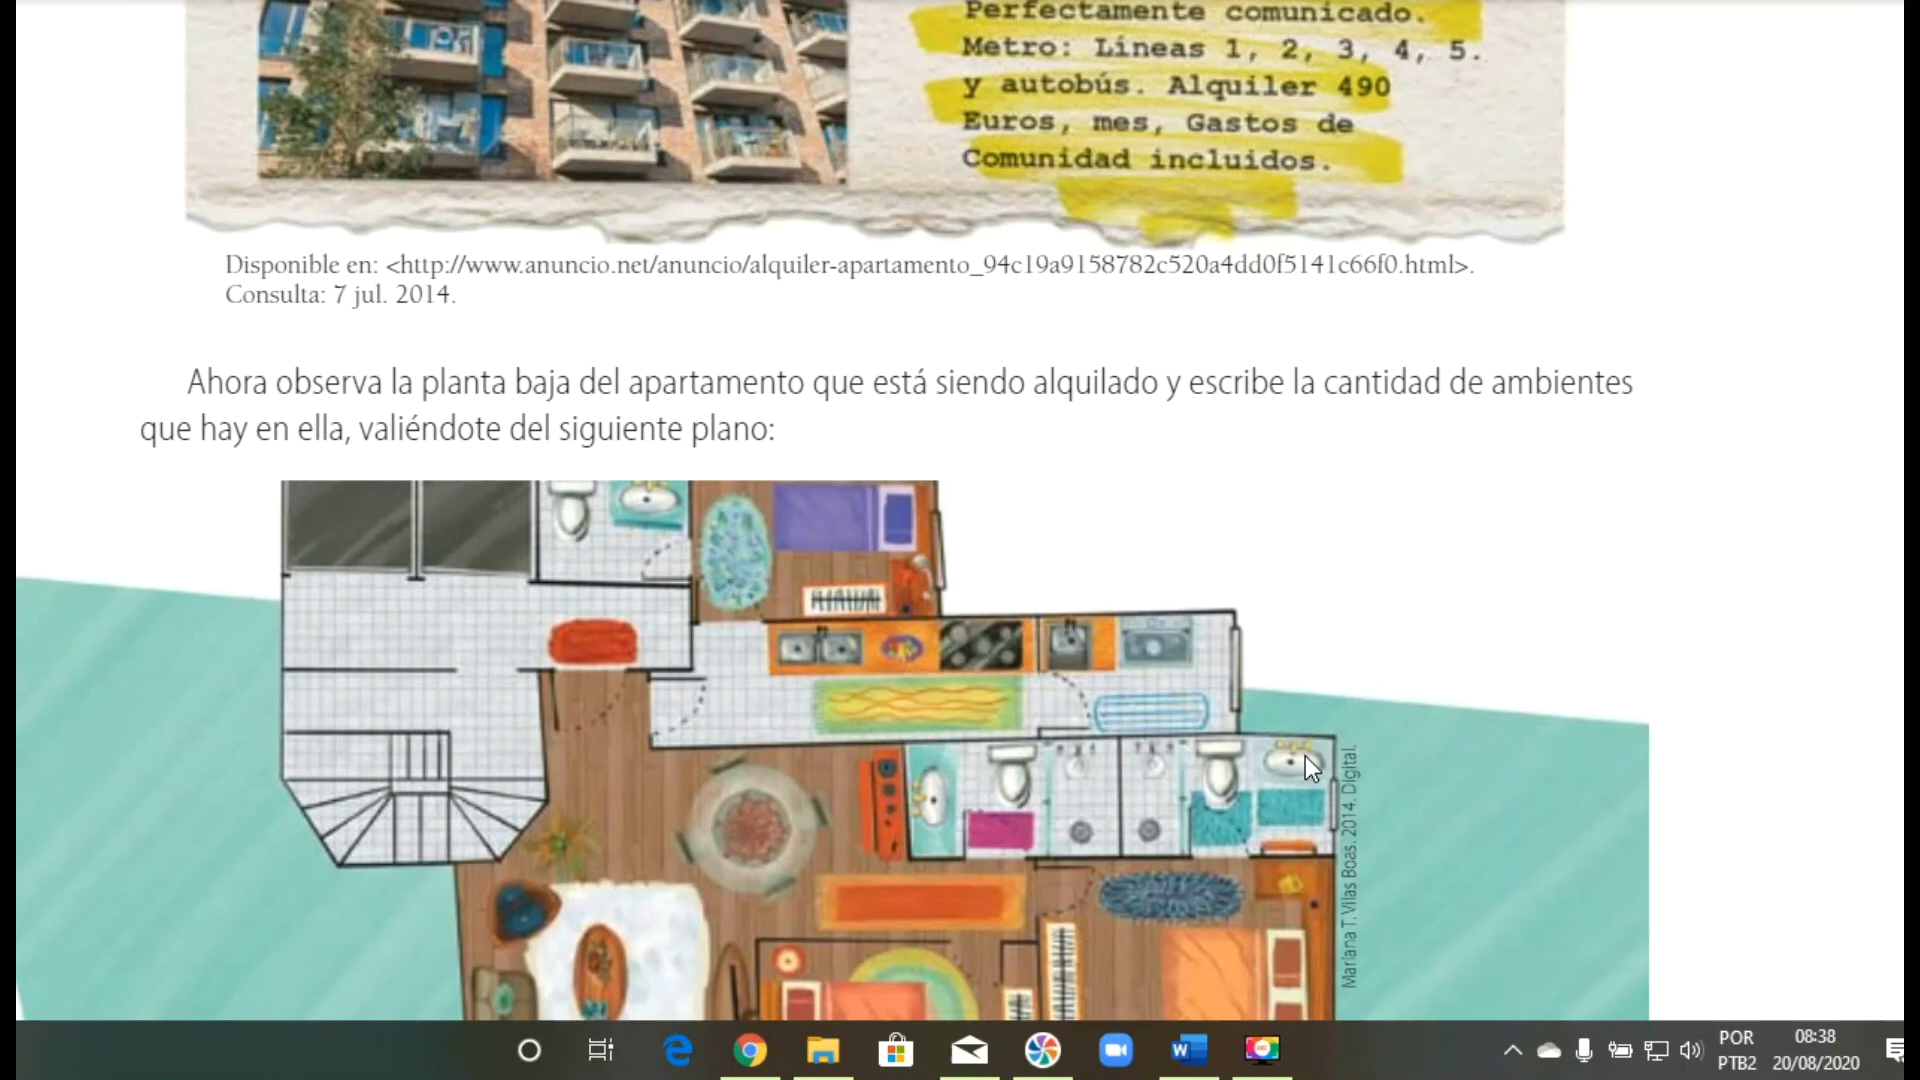 Perfectamente comunicado.
Metro: Líneas 1, 2, 3, 4, 5.
y autobús. Alquiler 490
Euros, mes, Gastos de
Comunidad incluidos.
Disponible en: <http://www.anuncio.net/anuncio/alquiler-apartamento_94c19a9158782c520a4dd0f5141c66f0.html>.
Consulta: 7 jul. 2014.
Ahora observa la planta baja del apartamento que está siendo alquilado y escribe la cantidad de ambientes
que hay en ella, valiéndote del siguiente plano:
Mariana T. Vilas Boas. 2014. Digital.
POR
PTB2
08:38
20/08/2020